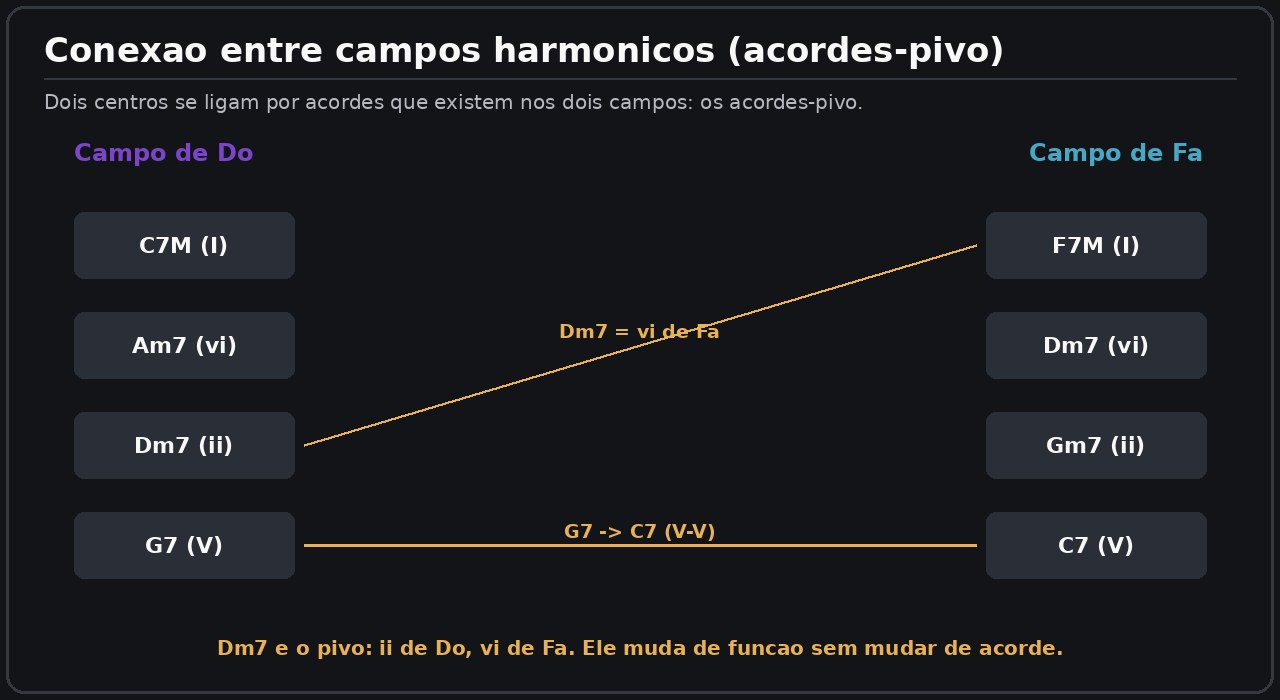 Conexao entre campos harmonicos (acordes-pivo)
Dois centros se ligam por acordes que existem nos dois campos: os acordes-pivo.
Campo de Do
Campo de Fa
C7M (I)
F7M (I)
Dm7 = vi de Fa
Am7 (vi)
Dm7 (vi)
Dm7 (ii)
Gm7 (ii)
G7 -> C7 (V-V)
G7 (V)
C7 (V)
Dm7 e o pivo: ii de Do, vi de Fa. Ele muda de funcao sem mudar de acorde.